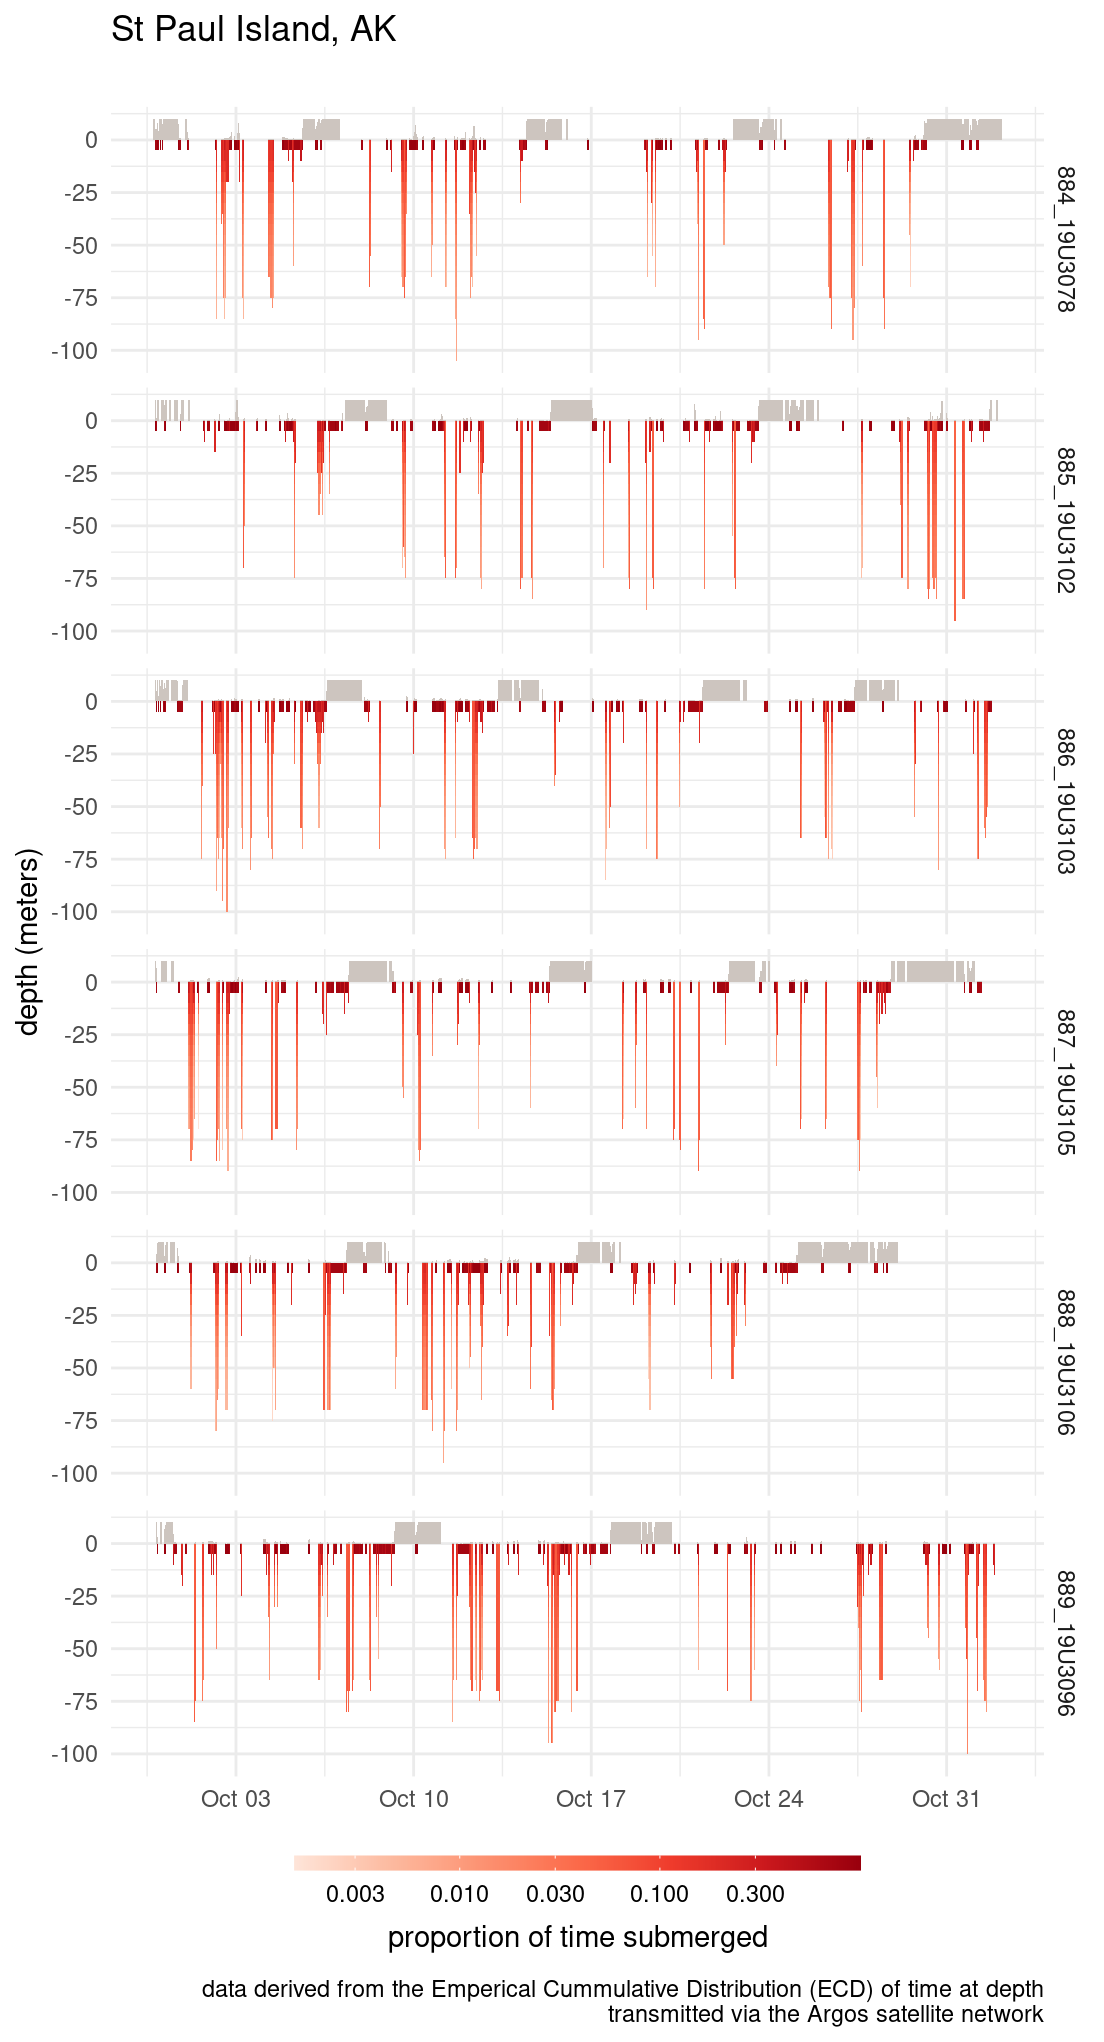 St Paul Island, AK
0
-25
-50
-75
-100
884_19U3078
0
-25
-50
-75
-100
885_19U3102
0
-25
-50
-75
-100
886_19U3103
depth (meters)
0
-25
-50
-75
-100
887_19U3105
0
-25
-50
-75
-100
888_19U3106
0
-25
-50
-75
-100
889_19U3096
Oct 03 Oct 10 Oct 17 Oct 24 Oct 31
0.003 0.010 0.030 0.100 0.300
proportion of time submerged
data derived from the Emperical Cummulative Distribution (ECD) of time at depth
transmitted via the Argos satellite network